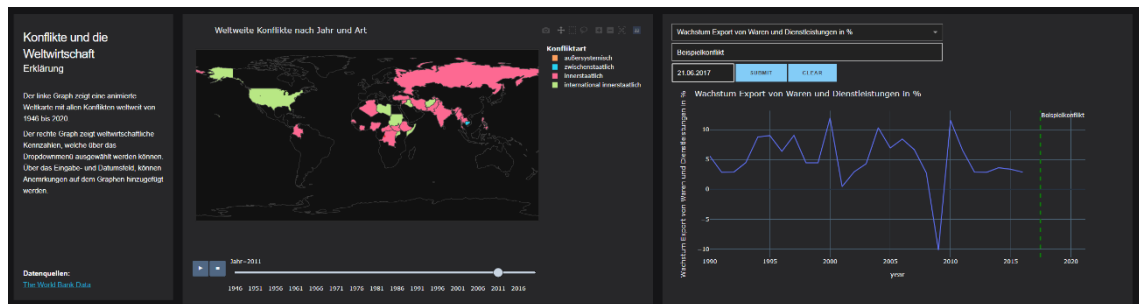 Konflikte und die
Weltwirtschaft
Erklärung
Der linke Graph zeigt eine animierte
Weltkarte mit allen Konflikten weltweit von
1946 bis 2020
Der rechte Graph zeigt weltwirtschaftliche
Kennzahlen, welche über das
Dropdownmenü ausgewählt werden können.
Über das Eingabe- und Datumsfeld, können
Anemrkungen auf dem Graphen hinzugefügt
werden.
Datenquellen:
The World Bank Data
Weltweite Konflikte nach Jahr und Art
Konfliktart
außersystemisch
zwischenstaatlich
innerstaatlich
international innerstaatlich
Jahr=2011
1946 1951 1956 1961 1966 1971 1976 1981 1986 1991 1996 2001 2006 2011 2016
Wachstum Export von Waren und Dienstleistungen in %
Beispielkonflikt
21.06.2017 SUBMIT CLEAR
Wachstum Export von Waren und Dienstleistungen in %
Wachstum Export von Waren und Dienstleistungen in %
Beispielkonflikt
10
5
0
−5
−10
1990 1995 2000 2005 2010 2015 2020
year